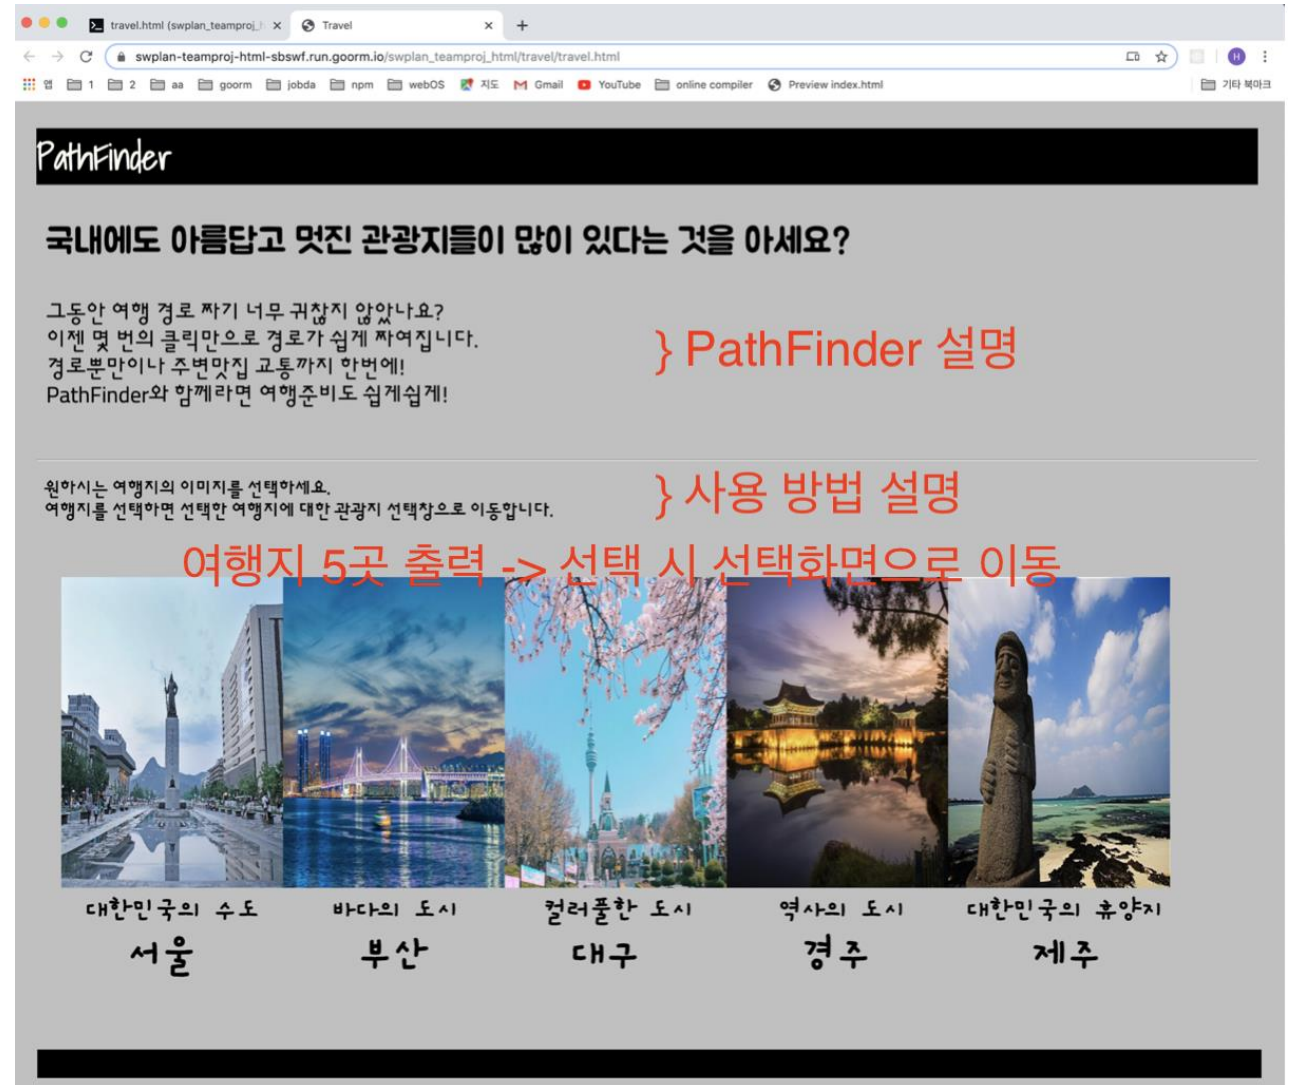 travel.html (swplan_teamproj_h
Travel
swplan-teamproj-html-sbswf.run.goorm.io/swplan_teamproj_html/travel/travel.html
H
앱 1 2 aa goorm jobda npm webOS 지도 Gmail YouTube online compiler Preview index.html 기타 북마크
PathFinder
국내에도 아름답고 멋진 관광지들이 많이 있다는 것을 아세요?
그동안 여행 경로 짜기 너무 귀찮지 않았나요?
이젠 몇 번의 클릭만으로 경로가 쉽게 짜여집니다.
경로뿐만이나 주변맛집 교통까지 한번에!
PathFinder와 함께라면 여행준비도 쉽게쉽게!
} PathFinder 설명
원하시는 여행지의 이미지를 선택하세요.
여행지를 선택하면 선택한 여행지에 대한 관광지 선택창으로 이동합니다.
} 사용 방법 설명
여행지 5곳 출력 -> 선택 시 선택화면으로 이동
대한민국의 수도
서울
바다의 도시
부산
컬러풀한 도시
대구
역사의 도시
경주
대한민국의 휴양지
제주